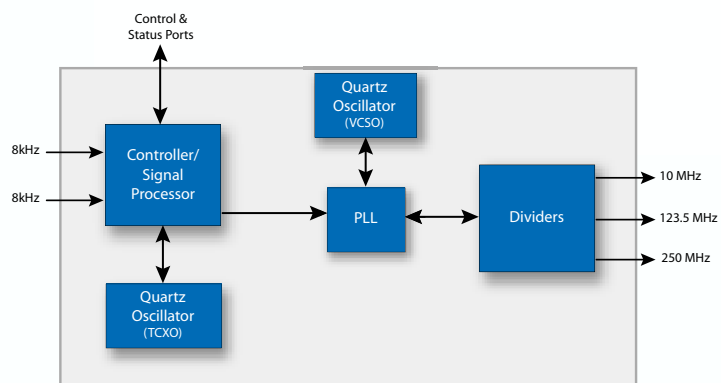 Control &
Status Ports
Quartz
Oscillator
(VCSO)
8kHz
Controller/
Signal
Processor
8kHz
PLL
Dividers
10 MHz
123.5 MHz
250 MHz
Quartz
Oscillator
(TCXO)